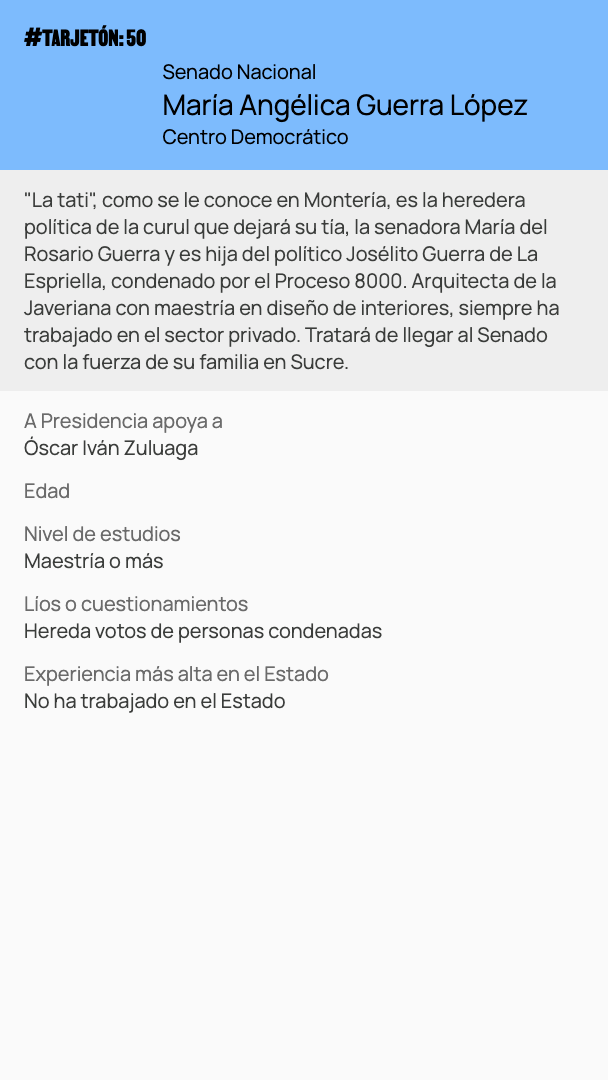 #TARJETÓN: 50
Senado Nacional
María Angélica Guerra López
Centro Democrático
"La tati", como se le conoce en Montería, es la heredera
política de la curul que dejará su tía, la senadora María del
Rosario Guerra y es hija del político Josélito Guerra de La
Espriella, condenado por el Proceso 8000. Arquitecta de la
Javeriana con maestría en diseño de interiores, siempre ha
trabajado en el sector privado. Tratará de llegar al Senado
con la fuerza de su familia en Sucre.
A Presidencia apoya a
Óscar Iván Zuluaga
Edad
Nivel de estudios
Maestría o más
Líos o cuestionamientos
Hereda votos de personas condenadas
Experiencia más alta en el Estado
No ha trabajado en el Estado